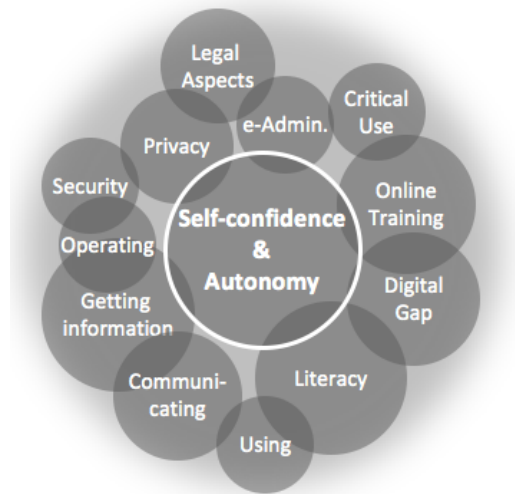 Legal
Aspects
e-Admin.
Critical
Use
Privacy
Security
Online
Training
Self-confidence
&
Autonomy
Operating
Digital
Gap
Getting
information
Communi-
cating
Literacy
Using